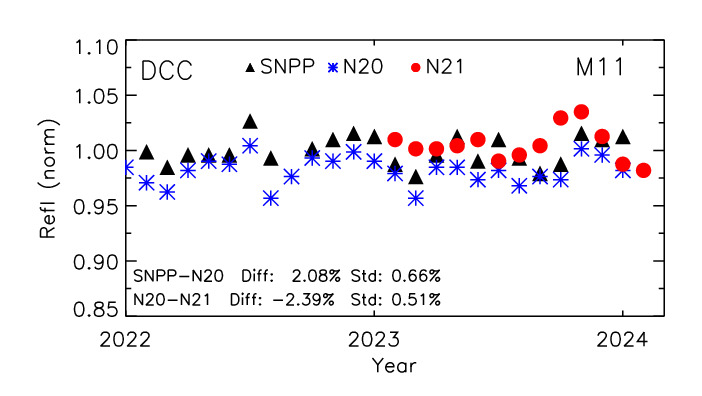 1.10
DCC SNPP N20 N21 M11
1.05
1.00
0.95
0.90
0.85
Refl (norm)
SNPP−N20 Diff: 2.08% Std: 0.66%
N20−N21 Diff: −2.39% Std: 0.51%
2022 2023 2024
Year